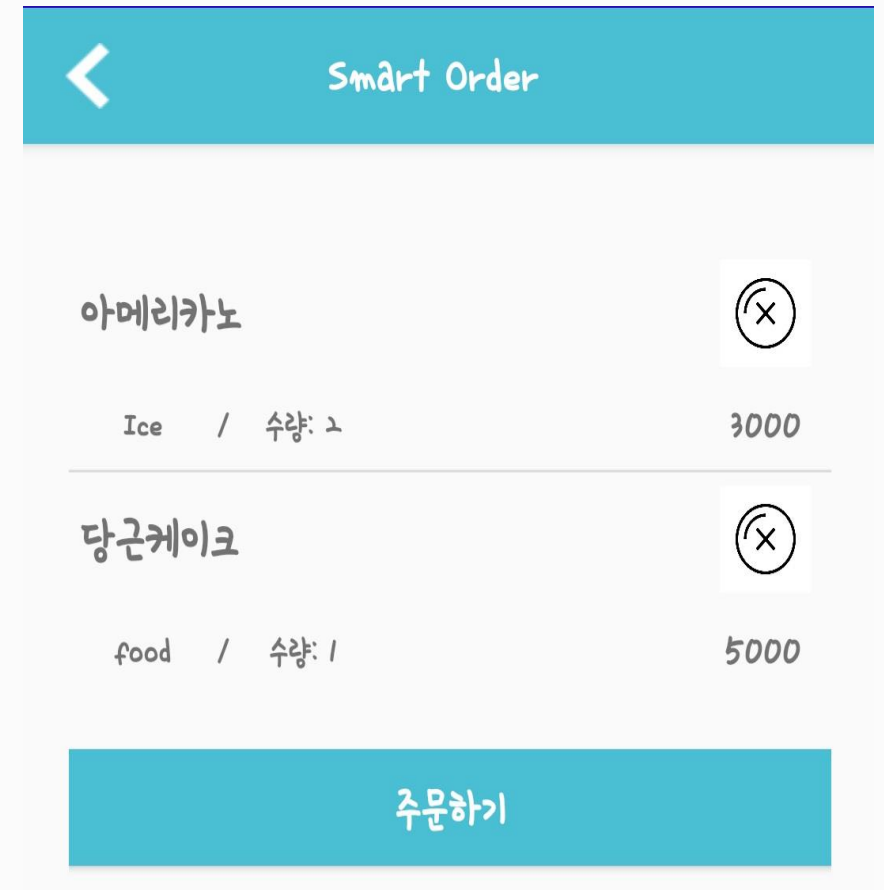 Smart Order
아메리카노
Ice / 수량: 2 3000
당근케이크
food / 수량: 1 5000
주문하기